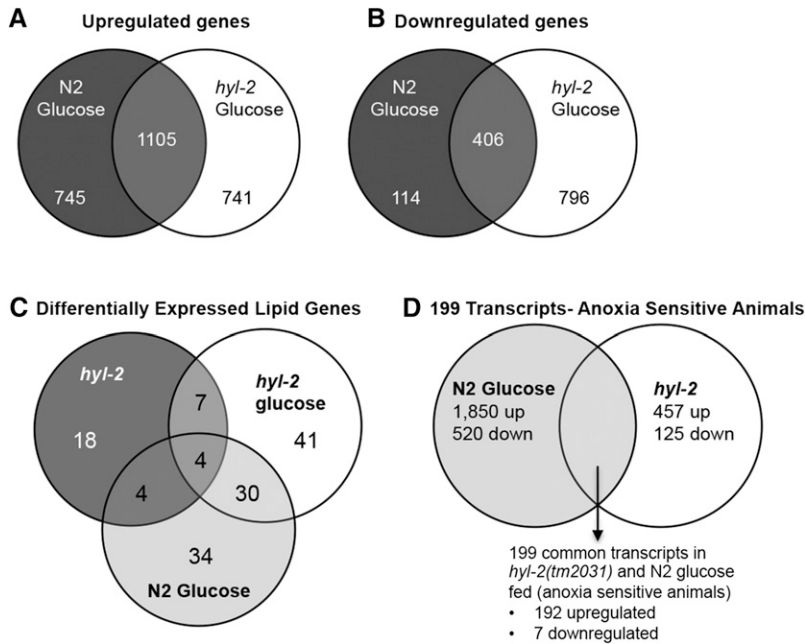 A Upregulated genes
N2
Glucose
hyl-2
Glucose
1105
745
741
B Downregulated genes
N2
Glucose
hyl-2
Glucose
406
114
796
C Differentially Expressed Lipid Genes
hyl-2
hyl-2
glucose
7
18
41
4
4
30
34
N2 Glucose
D 199 Transcripts- Anoxia Sensitive Animals
N2 Glucose
1,850 up
520 down
hyl-2
457 up
125 down
199 common transcripts in
hyl-2(tm2031) and N2 glucose
fed (anoxia sensitive animals)
• 192 upregulated
• 7 downregulated